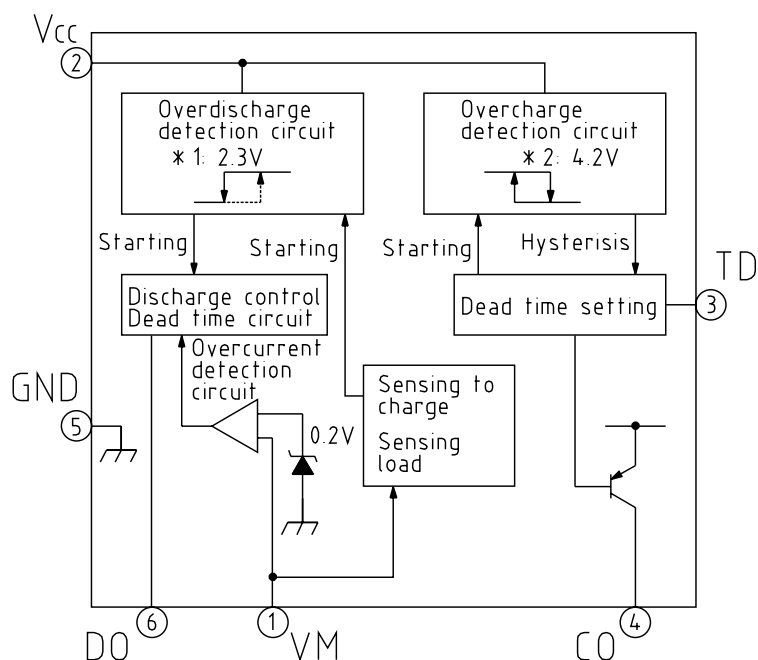 Vcc
2
Overdischarge
detection circuit
* 1: 2.3V
Overcharge
detection circuit
* 2: 4.2V
Starting
Starting
Starting
Hysterisis
TD
3
Discharge control
Dead time circuit
Dead time setting
Overcurrent
detection
circuit
GND
5
Sensing to
charge
Sensing
load
0.2V
6
DO
1
VM
4
CO